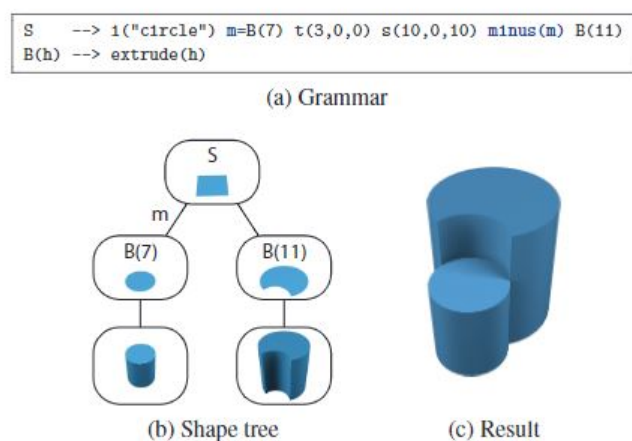 S --> i("circle") m=B(7) t(3,0,0) s(10,0,10) minus(m) B(11)
B(h) --> extrude(h)
(a) Grammar
S
m
B(7)
B(11)
(b) Shape tree
(c) Result